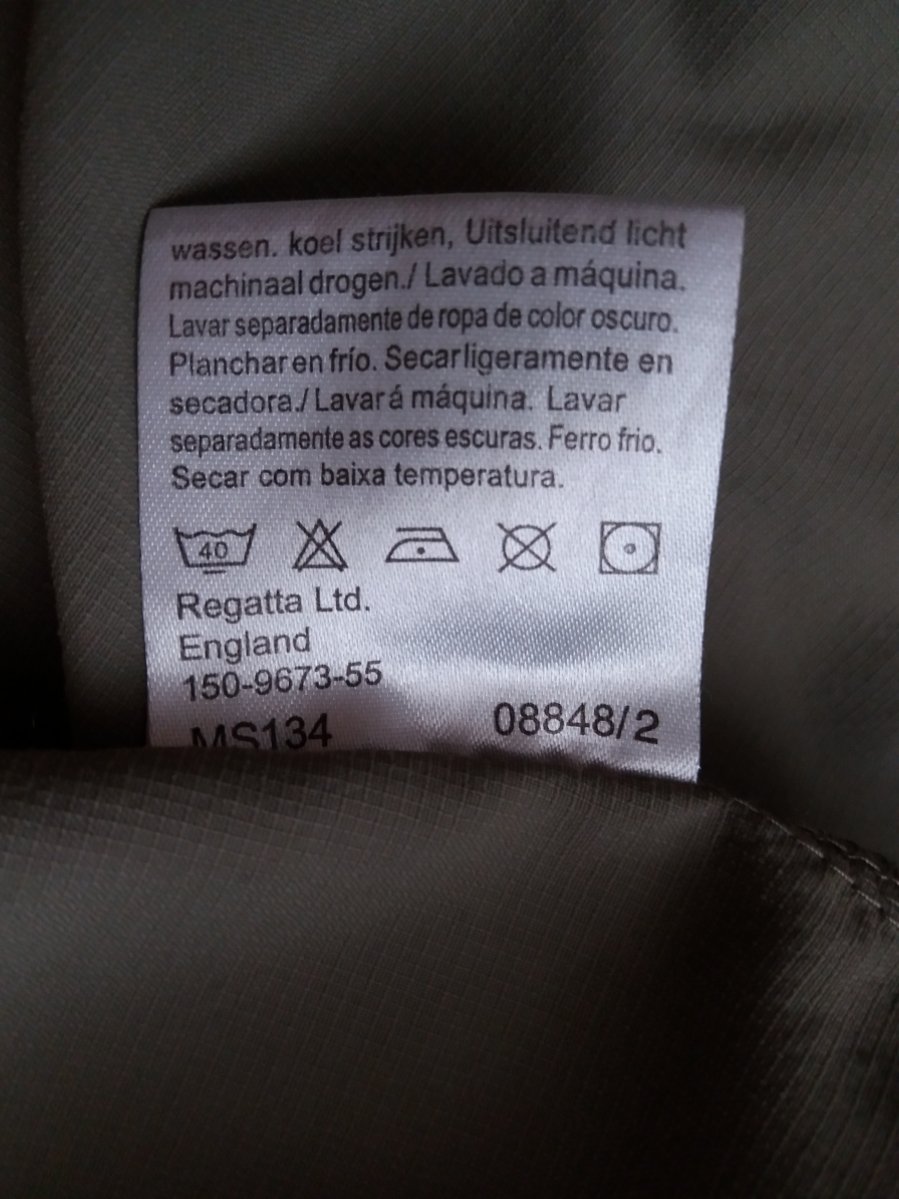 wassen. koel strijken, Uitsluitend licht
machinaal drogen./ Lavado a máquina.
Lavar separadamente de ropa de color oscuro.
Planchar en frío. Secar ligeramente en
secadora./ Lavar á máquina. Lavar
separadamente as cores escuras. Ferro frio.
Secar com baixa temperatura.
40
Regatta Ltd.
England
150-9673-55
MS134 08848/2